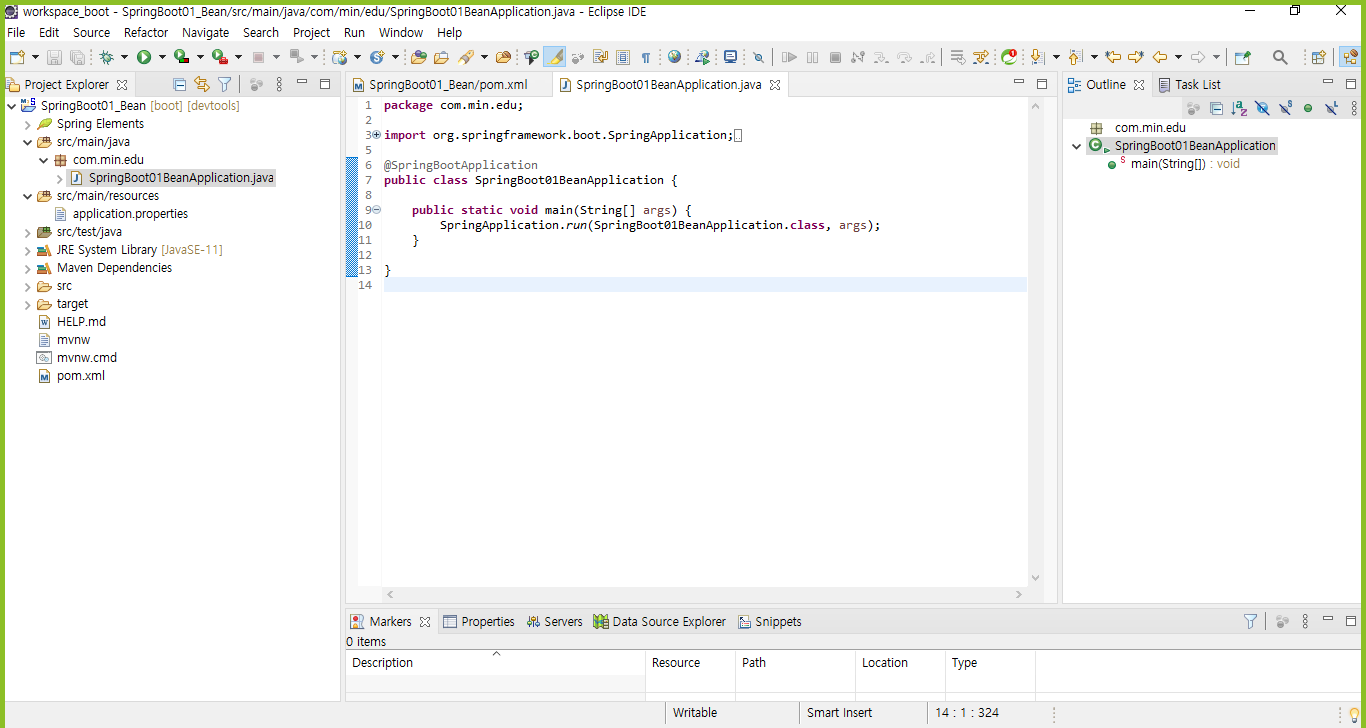 workspace_boot - SpringBoot01_Bean/src/main/java/com/min/edu/SpringBoot01BeanApplication.java - Eclipse IDE
File Edit Source Refactor Navigate Search Project Run Window Help
Project Explorer
SpringBoot01_Bean [boot] [devtools]
Spring Elements
src/main/java
com.min.edu
SpringBoot01BeanApplication.java
src/main/resources
application.properties
src/test/java
JRE System Library [JavaSE-11]
Maven Dependencies
src
target
HELP.md
mvnw
mvnw.cmd
pom.xml
SpringBoot01_Bean/pom.xml SpringBoot01BeanApplication.java
1 package com.min.edu;
2
3 import org.springframework.boot.SpringApplication;
5
6 @SpringBootApplication
7 public class SpringBoot01BeanApplication {
8
9 public static void main(String[] args) {
10 SpringApplication.run(SpringBoot01BeanApplication.class, args);
11 }
12
13 }
14
Outline Task List
com.min.edu
SpringBoot01BeanApplication
main(String[]) : void
Markers Properties Servers Data Source Explorer Snippets
0 items
Description Resource Path Location Type
Writable Smart Insert 14 : 1 : 324